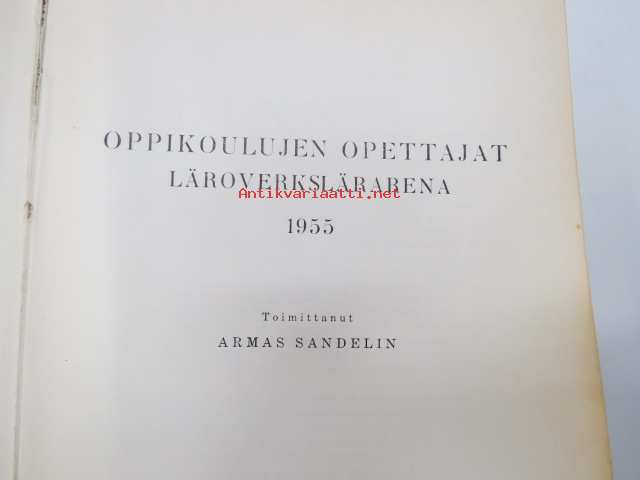 OPPIKOULUJEN OPETTAJAT
LÄROVERKSLÄRARENA
Antikvariaatti.net
1955
Toimittanut
ARMAS SANDELIN